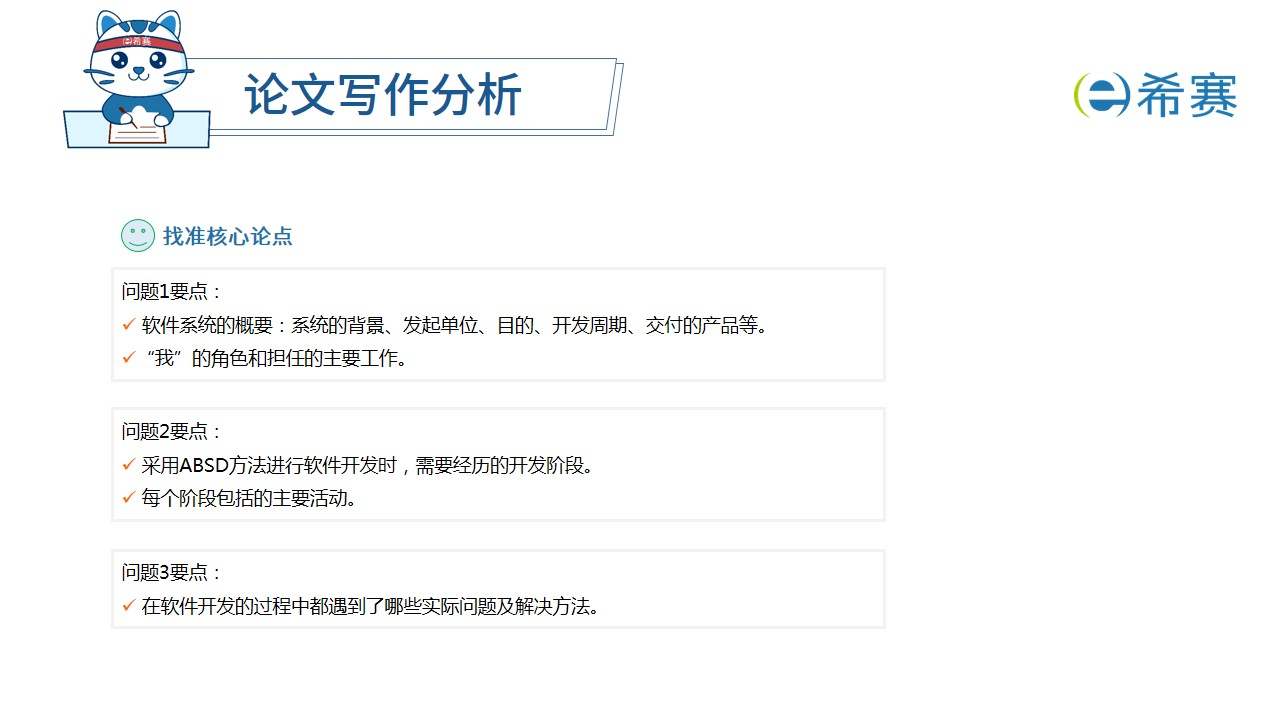 希赛
论文写作分析
希赛
找准核心论点
问题1要点：
✓ 软件系统的概要：系统的背景、发起单位、目的、开发周期、交付的产品等。
✓ “我”的角色和担任的主要工作。
问题2要点：
✓ 采用ABSD方法进行软件开发时，需要经历的开发阶段。
✓ 每个阶段包括的主要活动。
问题3要点：
✓ 在软件开发的过程中都遇到了哪些实际问题及解决方法。